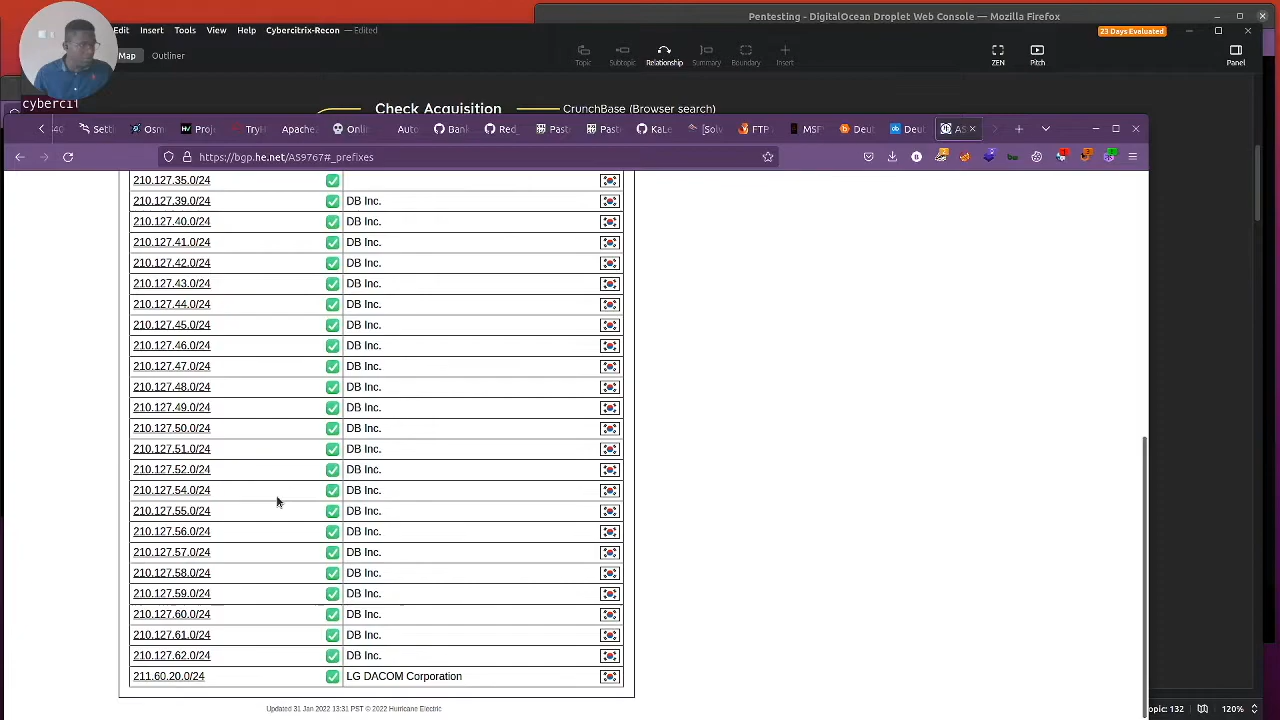 Pentesting - DigitalOcean Droplet Web Console — Mozilla Firefox
Edit Insert Tools View Help Cybercitrix-Recon — Edited
23 Days Evaluated
Map Outliner
Topic Subtopic Relationship Summary Boundary Insert ZEN Pitch Panel
cybercit
Check Acquisition CrunchBase (Browser search)
Setti Osm Proj Tryh Apache Onli Auto Bank Red_ Past Past KaLe [Solv FTP MSF Deut Deut AS
https://bgp.he.net/AS9767#_prefixes
210.127.35.0/24
210.127.39.0/24 DB Inc.
210.127.40.0/24 DB Inc.
210.127.41.0/24 DB Inc.
210.127.42.0/24 DB Inc.
210.127.43.0/24 DB Inc.
210.127.44.0/24 DB Inc.
210.127.45.0/24 DB Inc.
210.127.46.0/24 DB Inc.
210.127.47.0/24 DB Inc.
210.127.48.0/24 DB Inc.
210.127.49.0/24 DB Inc.
210.127.50.0/24 DB Inc.
210.127.51.0/24 DB Inc.
210.127.52.0/24 DB Inc.
210.127.54.0/24 DB Inc.
210.127.55.0/24 DB Inc.
210.127.56.0/24 DB Inc.
210.127.57.0/24 DB Inc.
210.127.58.0/24 DB Inc.
210.127.59.0/24 DB Inc.
210.127.60.0/24 DB Inc.
210.127.61.0/24 DB Inc.
210.127.62.0/24 DB Inc.
211.60.20.0/24 LG DACOM Corporation
Updated 31 Jan 2022 13:31 PST © 2022 Hurricane Electric
opic: 132 120%